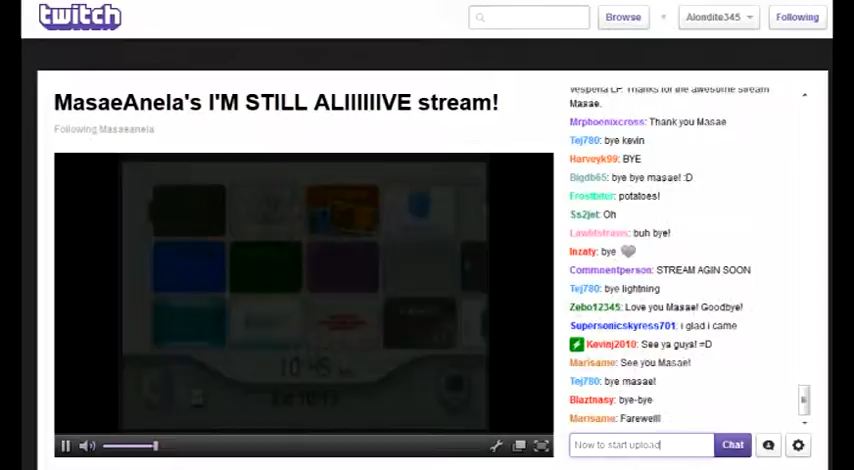 twitch
Browse
Alondite345
Following
MasaeAnela's I'M STILL ALIIIIIIVE stream!
Following Masaeanela
Vesperia LP. Thanks for the awesome stream
Masae.
Mrphoenixcross: Thank you Masae
Tej780: bye kevin
Harveyk99: BYE
Bigdb65: bye bye masae! :D
Frostbiter: potatoes!
Ss2jet: Oh
buh bye!
Inzaty: bye
Commnentperson: STREAM AGIN SOON
Tej780: bye lightning
Zebo12345: Love you Masae! Goodbye!
Supersonicskyress701: i glad i came
Kevinj2010: See ya guys! =D
Marisame: See you Masae!
Tej780: bye masae!
Blaztnasy: bye-bye
Marisame: Farewell!
10:45
Now to start upload
Chat